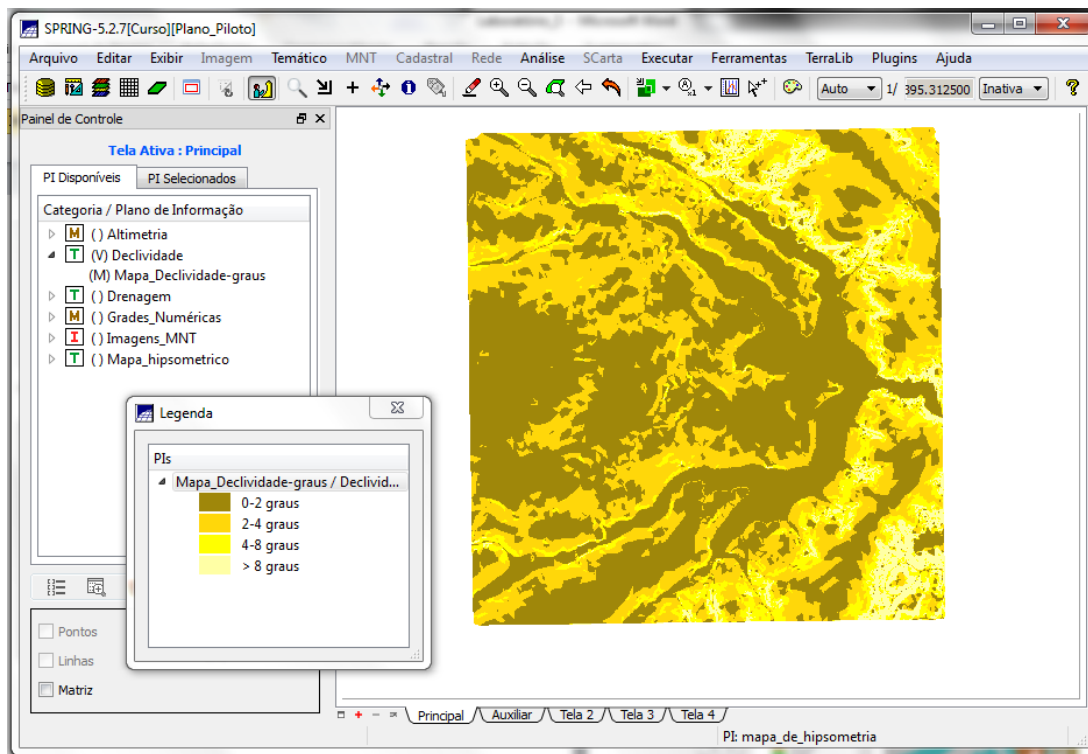 Laboratório_2 - Microsoft Word
SPRING-5.2.7[Curso][Plano_Piloto]
Arquivo Editar Exibir Imagem Temático MNT Cadastral Rede Análise SCarta Executar Ferramentas TerraLib Plugins Ajuda
Auto 1/ 395.312500 Inativa
Painel de Controle
Tela Ativa : Principal
PI Disponíveis PI Selecionados
Categoria / Plano de Informação
M ( ) Altimetria
T (V) Declividade
(M) Mapa_Declividade-graus
T ( ) Drenagem
M ( ) Grades_Numéricas
I ( ) Imagens_MNT
T ( ) Mapa_hipsometrico
Legenda
PIs
Mapa_Declividade-graus / Declivid...
0-2 graus
2-4 graus
4-8 graus
> 8 graus
Pontos
Linhas
Matriz
Principal Auxiliar Tela 2 Tela 3 Tela 4
PI: mapa_de_hipsometria